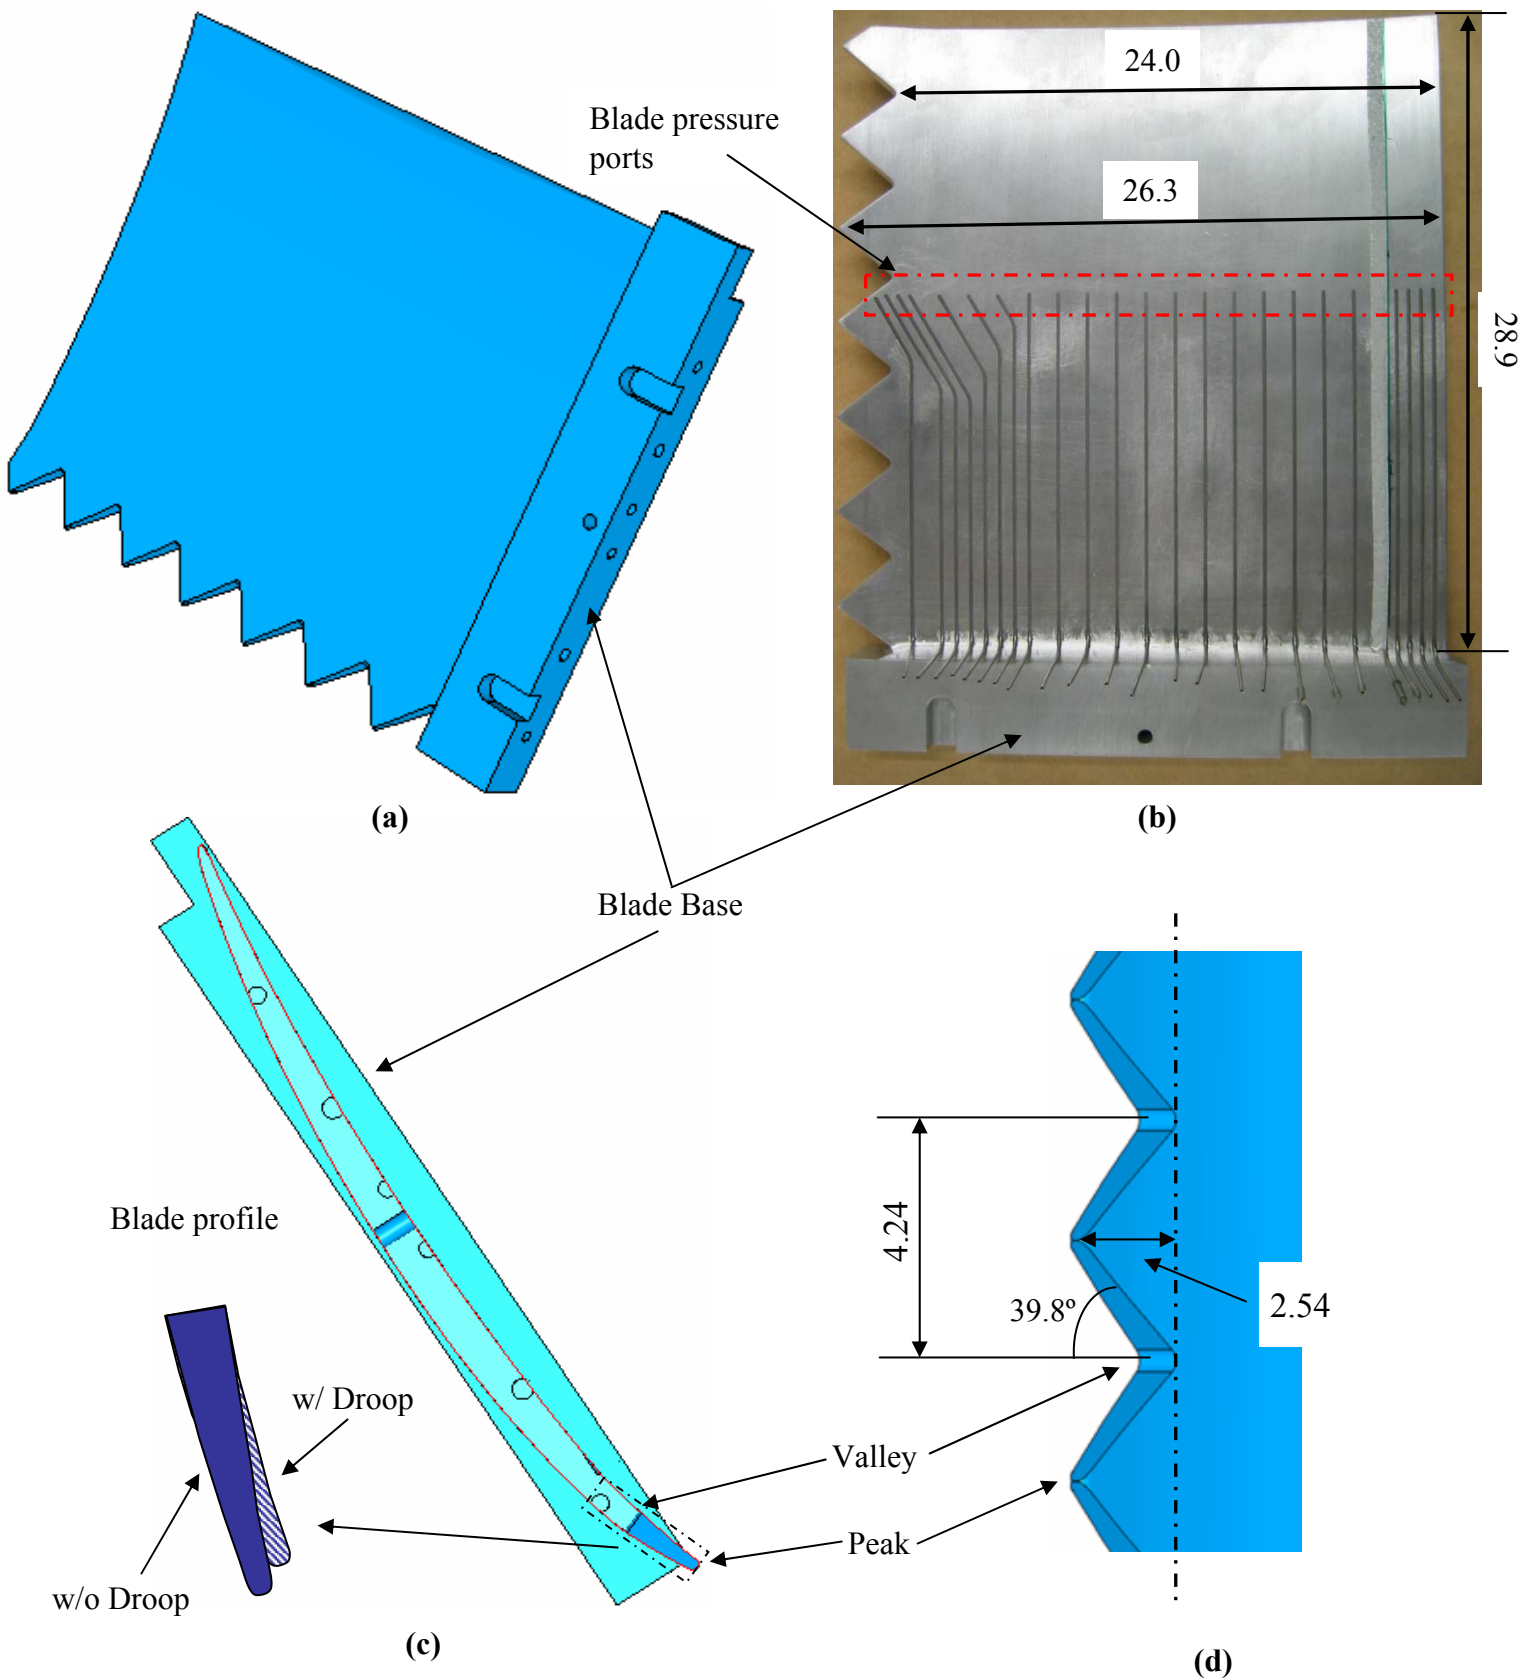 24.0
Blade pressure
ports
26.3
28.9
(a)
(b)
Blade Base
Blade profile
4.24
39.8º
2.54
w/ Droop
Valley
Peak
w/o Droop
(c)
(d)